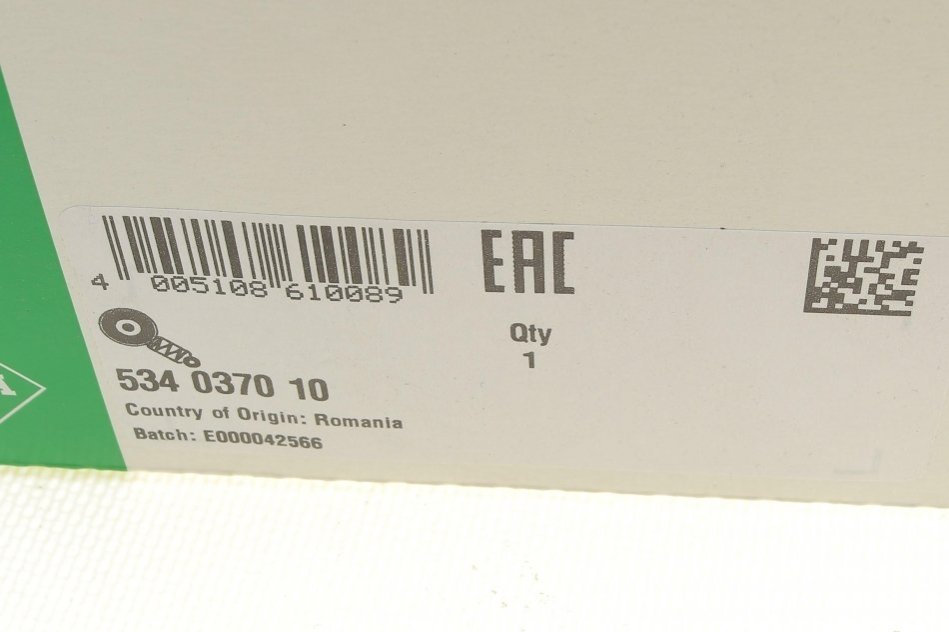 4 005108 610089
EAC
Qty
1
534 0370 10
Country of Origin: Romania
Batch: E000042566